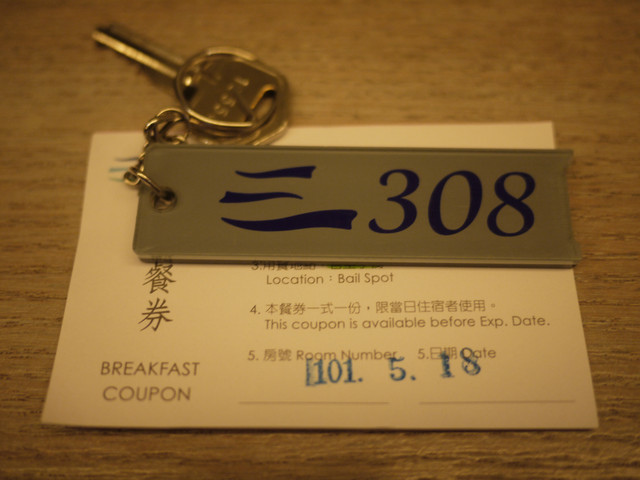 三 308
餐券
BREAKFAST
COUPON
Location：Bail Spot
4. 本餐券一式一份，限當日住宿者使用。
This coupon is available before Exp. Date.
5. 房號 Room Number 5.日期 Date
101. 5. 18